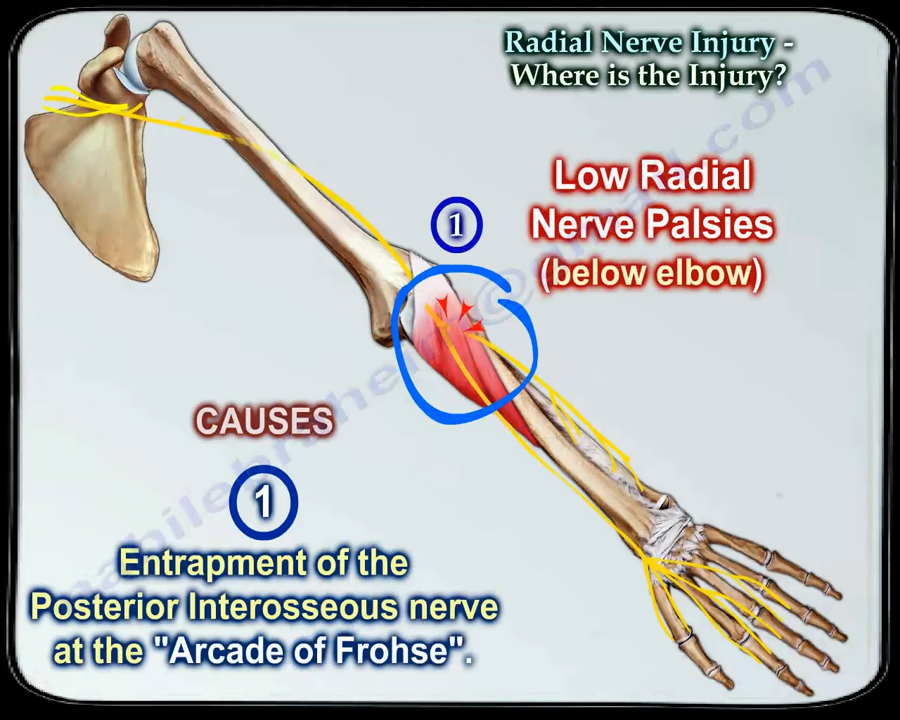 Radial Nerve Injury -
Where is the Injury?
Low Radial
Nerve Palsies
(below elbow)
1
CAUSES
1
Entrapment of the
Posterior Interosseous nerve
at the "Arcade of Frohse".